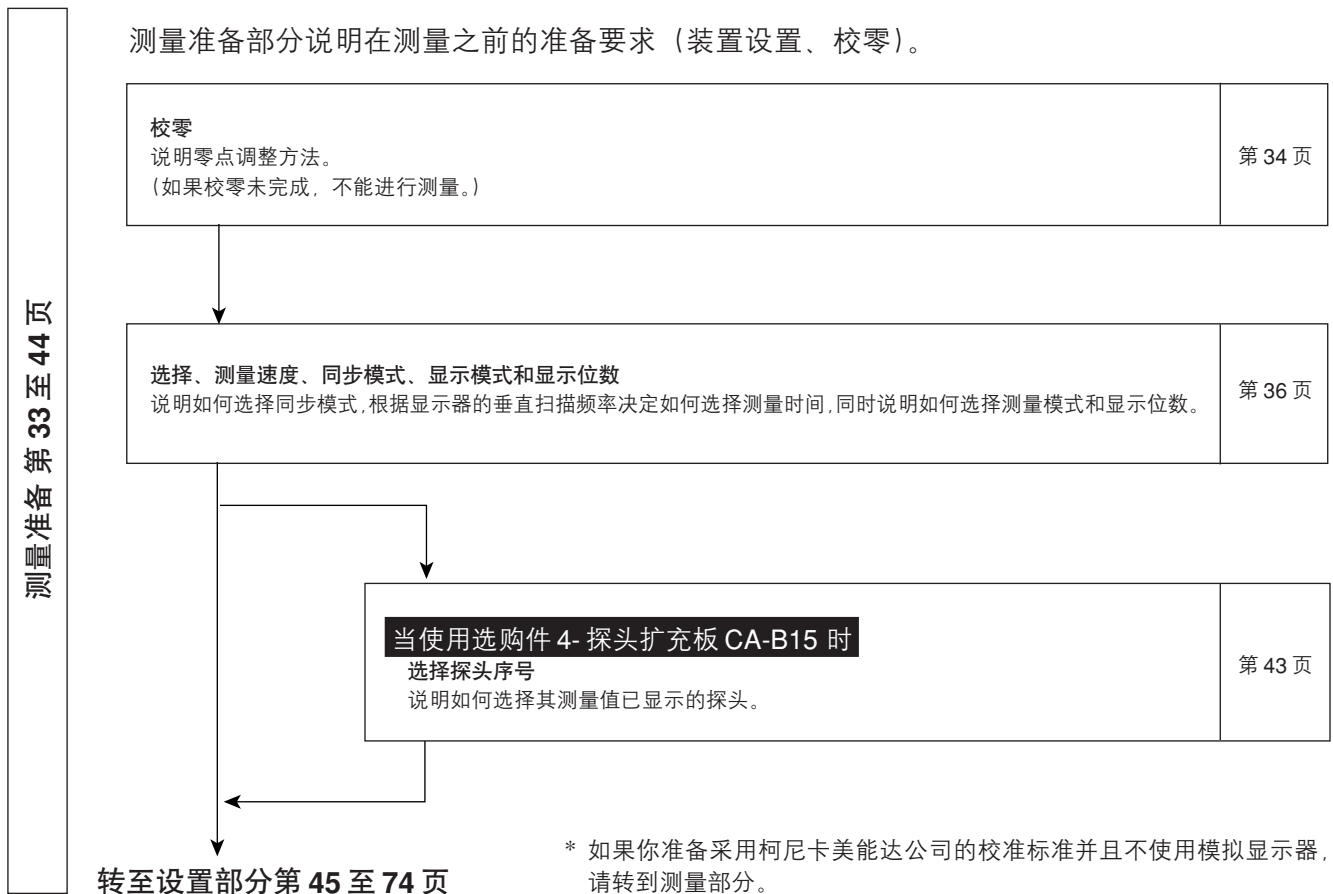 测量准备部分说明在测量之前的准备要求（装置设置、校零）。
校零
说明零点调整方法。
（如果校零未完成，不能进行测量。）
第 34 页
测量准备 第 33 至 44 页
选择、测量速度、同步模式、显示模式和显示位数
说明如何选择同步模式，根据显示器的垂直扫描频率决定如何选择测量时间，同时说明如何选择测量模式和显示位数。
第 36 页
当使用选购件 4- 探头扩充板 CA-B15 时
选择探头序号
说明如何选择其测量值已显示的探头。
第 43 页
转至设置部分第 45 至 74 页
* 如果你准备采用柯尼卡美能达公司的校准标准并且不使用模拟显示器，
请转到测量部分。